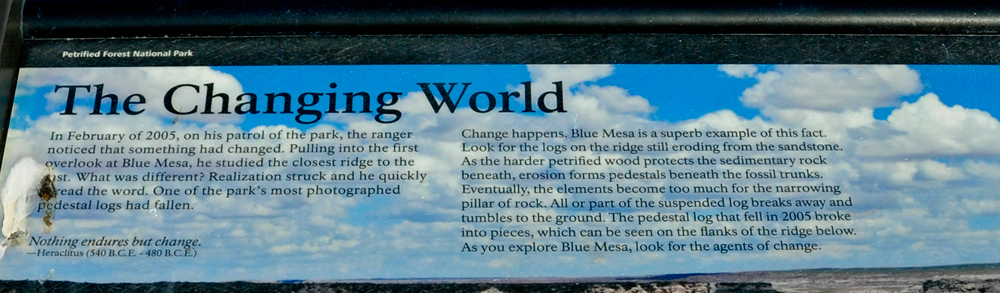 Petrified Forest National Park
The Changing World
In February of 2005, on his patrol of the park, the ranger
noticed that something had changed. Pulling into the first
overlook at Blue Mesa, he studied the closest ridge to the
What was different? Realization struck and he quickly
the word. One of the park's most photographed
pedestal logs had fallen.
Nothing endures but change.
—Heraclitus (540 B.C.E. - 480 B.C.E.)
Change happens. Blue Mesa is a superb example of this fact.
Look for the logs on the ridge still eroding from the sandstone.
As the harder petrified wood protects the sedimentary rock
beneath, erosion forms pedestals beneath the fossil trunks.
Eventually, the elements become too much for the narrowing
pillar of rock. All or part of the suspended log breaks away and
tumbles to the ground. The pedestal log that fell in 2005 broke
into pieces, which can be seen on the flanks of the ridge below.
As you explore Blue Mesa, look for the agents of change.